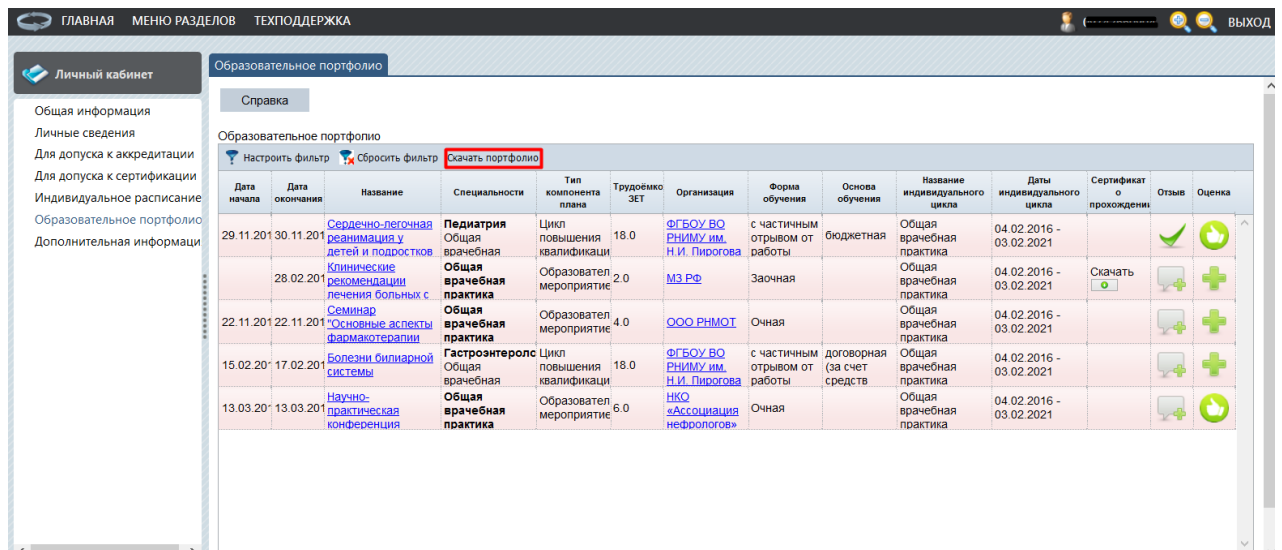 ГЛАВНАЯ МЕНЮ РАЗДЕЛОВ ТЕХПОДДЕРЖКА ВЫХОД
Личный кабинет
Общая информация
Личные сведения
Для допуска к аккредитации
Для допуска к сертификации
Индивидуальное расписание
Образовательное портфолио
Дополнительная информаци
Образовательное портфолио
Справка
Образовательное портфолио
Настроить фильтр Сбросить фильтр Скачать портфолио
Дата начала
Дата окончания
Название
Специальности
Тип компонента плана
Трудоёмко ЗЕТ
Организация
Форма обучения
Основа обучения
Название индивидуального цикла
Даты индивидуального цикла
Сертификат о прохождени
Отзыв
Оценка
29.11.201 30.11.201
Сердечно-легочная
реанимация у
детей и подростков
Педиатрия
Общая
врачебная
Цикл
повышения
квалификаци
18.0
ФГБОУ ВО
РНИМУ им.
Н.И. Пирогова
с частичным
отрывом от
работы
бюджетная
Общая
врачебная
практика
04.02.2016 -
03.02.2021
28.02.201
Клинические
рекомендации
лечения больных с
Общая
врачебная
практика
Образовател
мероприятие
2.0
МЗ РФ
Заочная
Общая
врачебная
практика
04.02.2016 -
03.02.2021
Скачать
22.11.201 22.11.201
Семинар
"Основные аспекты
фармакотерапии
Общая
врачебная
практика
Образовател
мероприятие
4.0
ООО РНМОТ
Очная
Общая
врачебная
практика
04.02.2016 -
03.02.2021
15.02.201 17.02.201
Болезни билиарной
системы
Гастроэнтероло
Общая
врачебная
Цикл
повышения
квалификаци
18.0
ФГБОУ ВО
РНИМУ им.
Н.И. Пирогова
с частичным
отрывом от
работы
договорная
(за счет
средств
Общая
врачебная
практика
04.02.2016 -
03.02.2021
13.03.201 13.03.201
Научно-
практическая
конференция
Общая
врачебная
практика
Образовател
мероприятие
6.0
НКО
«Ассоциация
нефрологов»
Очная
Общая
врачебная
практика
04.02.2016 -
03.02.2021